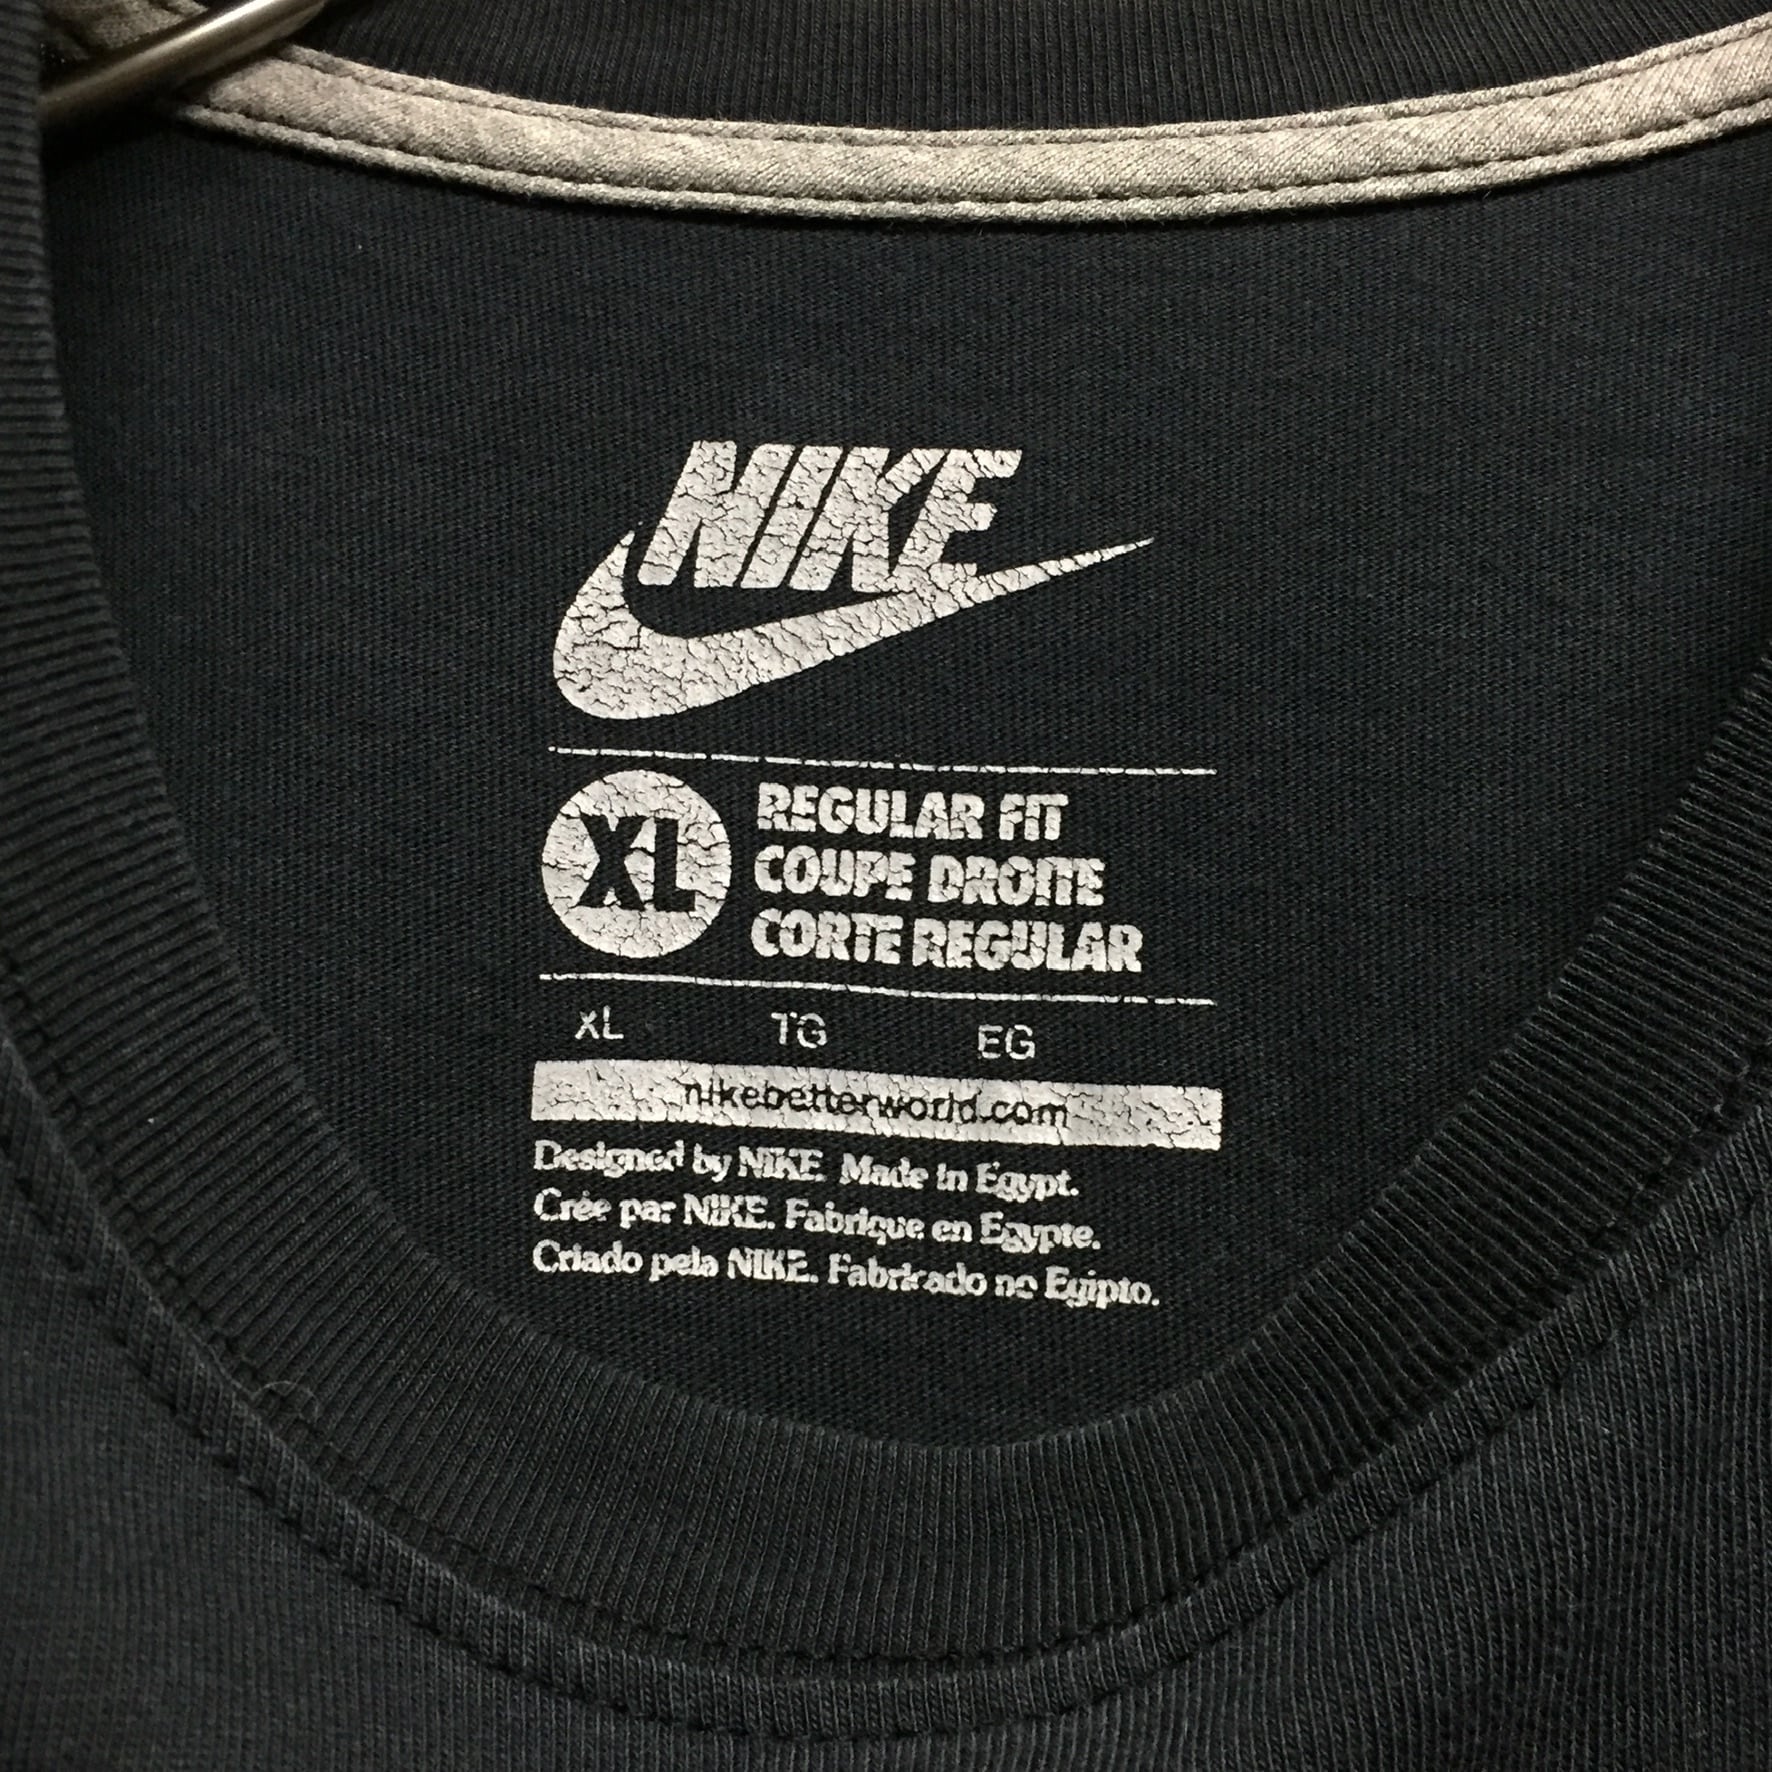 NIKE
XL
REGULAR FIT
COUPE DROITE
CORTE REGULAR
XL TG EG
nikebetterworld.com
Designed by NIKE. Made in Egypt.
Crée par NIKE. Fabrique en Egypte.
Criado pela NIKE. Fabricado no Egipto.